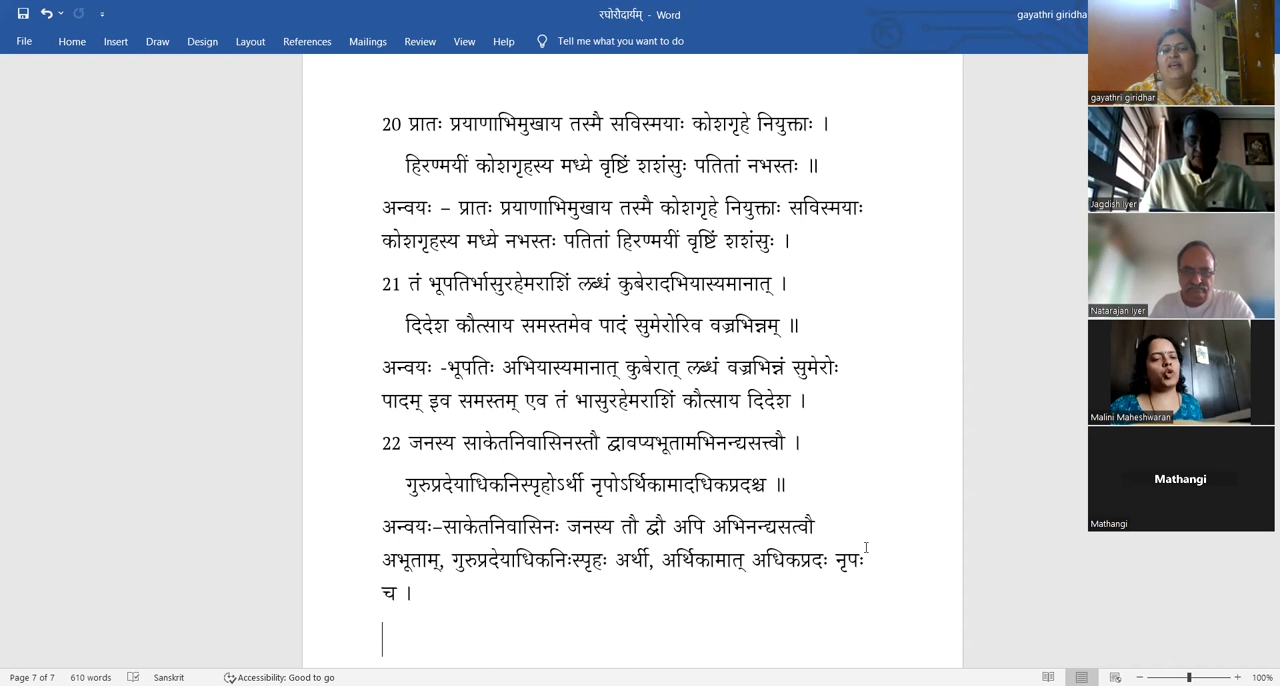 रघोरौदार्यम् - Word
gayathri giridha
File Home Insert Draw Design Layout References Mailings Review View Help Tell me what you want to do
20 प्रातः प्रयाणाभिमुखाय तस्मै सविस्मयाः कोशगृहे नियुक्ताः ।
हिरण्मयीं कोशगृहस्य मध्ये वृष्टिं शशंसुः पतितां नभस्तः ॥
अन्वयः – प्रातः प्रयाणाभिमुखाय तस्मै कोशगृहे नियुक्ताः सविस्मयाः
कोशगृहस्य मध्ये नभस्तः पतितां हिरण्मयीं वृष्टिं शशंसुः ।
21 तं भूपतिर्भासुरहेमराशिं लब्धं कुबेरादभियास्यमानात् ।
दिदेश कौत्साय समस्तमेव पादं सुमेरोरिव वज्रभिन्नम् ॥
अन्वयः -भूपतिः अभियास्यमानात् कुबेरात् लब्धं वज्रभिन्नं सुमेरोः
पादम् इव समस्तम् एव तं भासुरहेमराशिं कौत्साय दिदेश ।
22 जनस्य साकेतनिवासिनस्तौ द्वावप्यभूतामभिनन्द्यसत्त्वौ ।
गुरुप्रदेयाधिकनिस्पृहोऽर्थी नृपोऽर्थिकामादधिकप्रदश्च ॥
अन्वयः–साकेतनिवासिनः जनस्य तौ द्वौ अपि अभिनन्द्यसत्वौ
अभूताम्, गुरुप्रदेयाधिकनिःस्पृहः अर्थी, अर्थिकामात् अधिकप्रदः नृपः
च ।
gayathri giridhar
Jagdish Iyer
Natarajan Iyer
Malini Maheshwaran
Mathangi
Mathangi
Page 7 of 7 610 words Sanskrit Accessibility: Good to go 100%